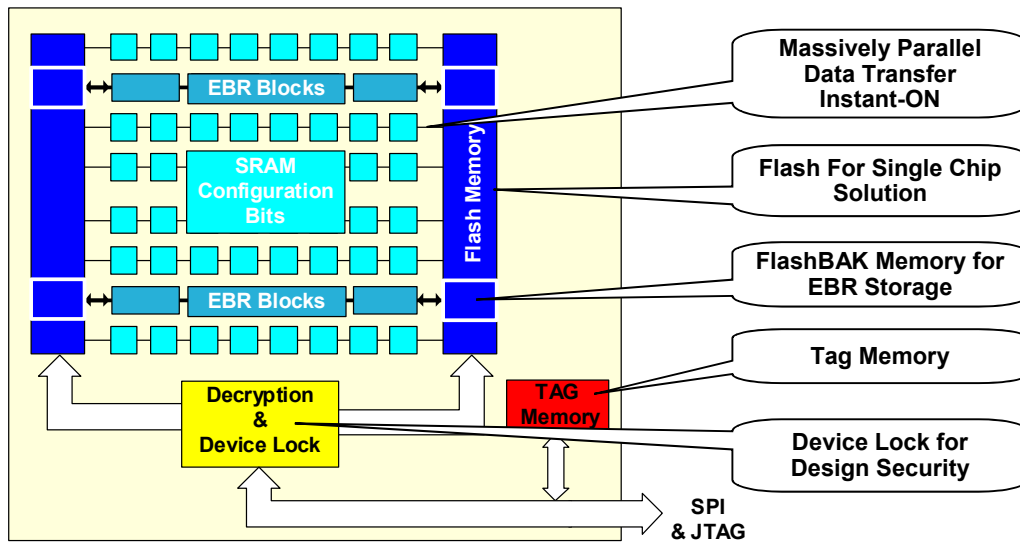 EBR Blocks
SRAM
Configuration
Bits
EBR Blocks
Flash Memory
Decryption
&
Device Lock
TAG
Memory
SPI
& JTAG
Massively Parallel
Data Transfer
Instant-ON
Flash For Single Chip
Solution
FlashBAK Memory for
EBR Storage
Tag Memory
Device Lock for
Design Security